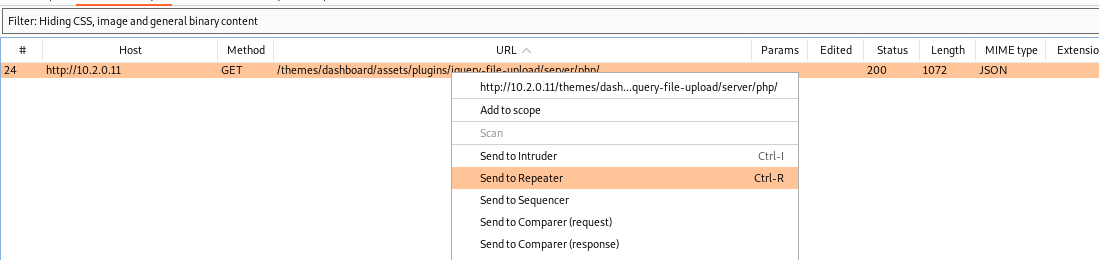 Filter: Hiding CSS, image and general binary content
# Host Method URL Params Edited Status Length MIME type Extensio
24 http://10.2.0.11 GET /themes/dashboard/assets/plugins/jquery-file-upload/server/php/ 200 1072 JSON
http://10.2.0.11/themes/dash...query-file-upload/server/php/
Add to scope
Scan
Send to Intruder Ctrl-I
Send to Repeater Ctrl-R
Send to Sequencer
Send to Comparer (request)
Send to Comparer (response)